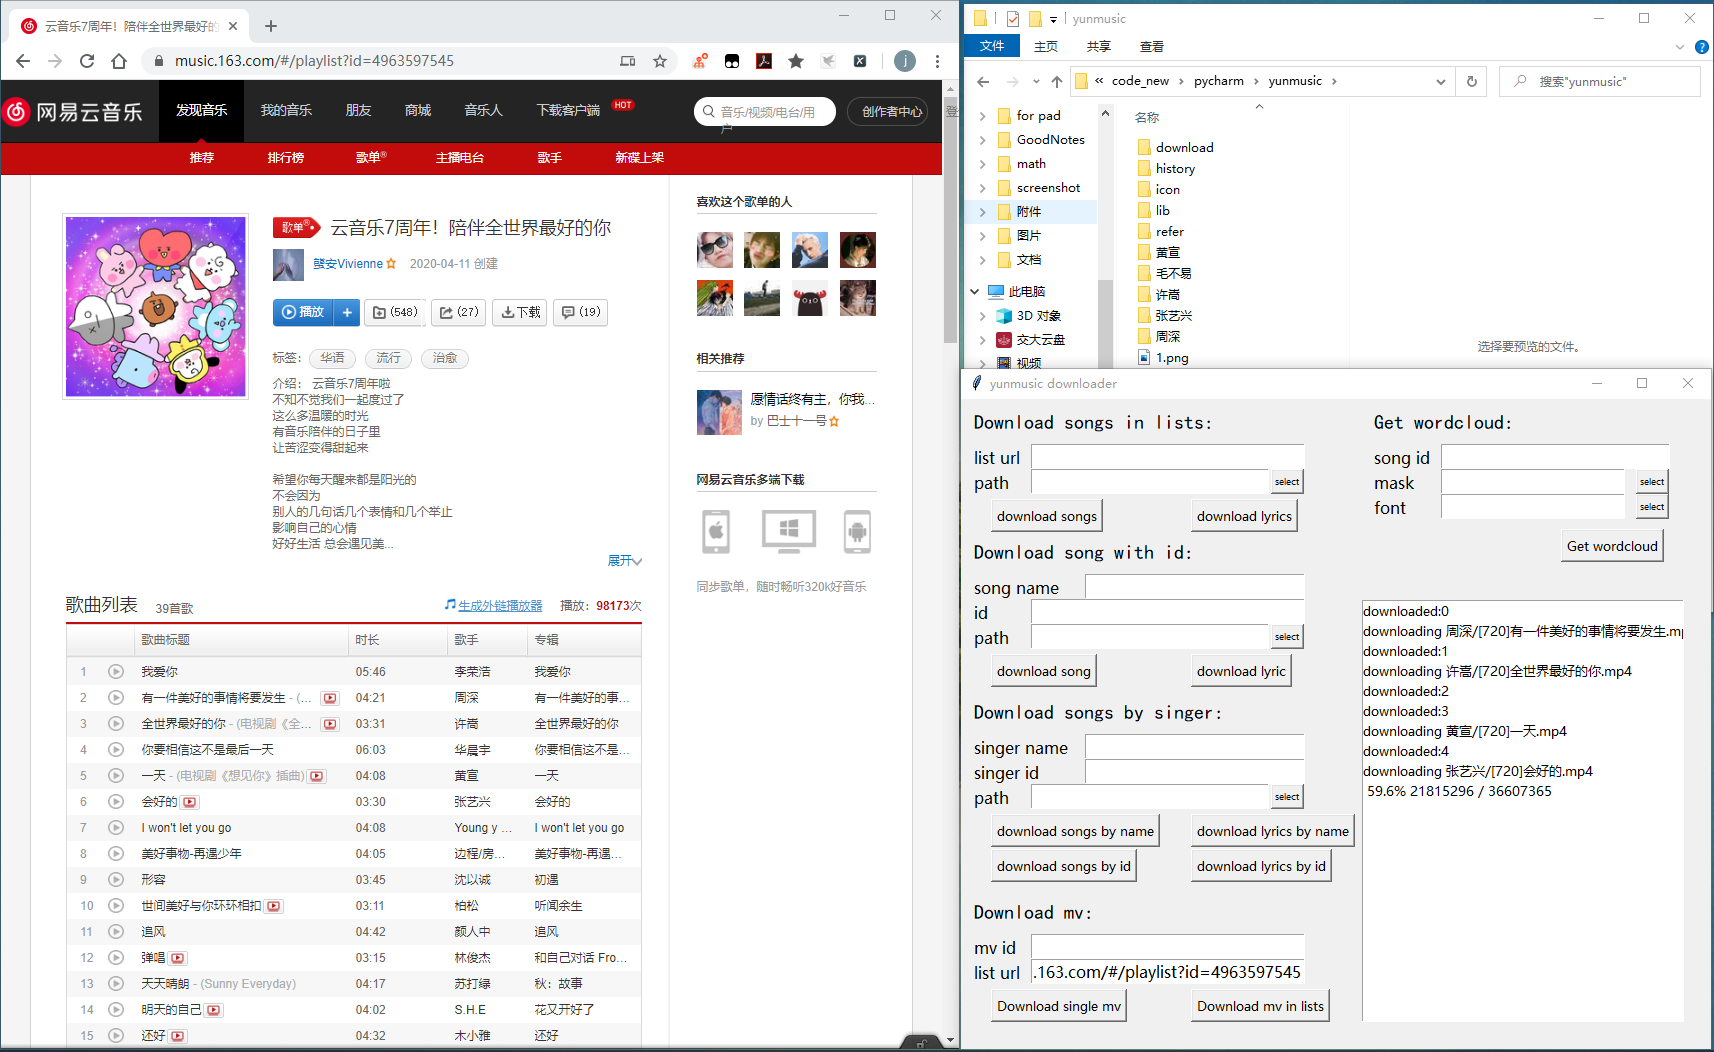 云音乐7周年！陪伴全世界最好的
music.163.com/#/playlist?id=4963597545
j
网易云音乐
发现音乐
我的音乐
朋友
商城
音乐人
下载客户端
HOT
音乐/视频/电台/用户
创作者中心
登
推荐
排行榜
歌单®
主播电台
歌手
新碟上架
歌单®
云音乐7周年！陪伴全世界最好的你
2020-04-11 创建
播放
(548)
(27)
下载
(19)
标签：
华语
流行
治愈
介绍： 云音乐7周年啦
不知不觉我们一起度过了
这么多温暖的时光
有音乐陪伴的日子里
让苦涩变得甜起来
希望你每天醒来都是阳光的
不会因为
别人的几句话几个表情和几个举止
影响自己的心情
好好生活 总会遇见美...
展开
歌曲列表
39首歌
生成外链播放器
播放：98173次
歌曲标题 时长 歌手 专辑
1 我爱你 05:46 李荣浩 我爱你
2 有一件美好的事情将要发生 - (... 04:21 周深 有一件美好的事...
3 全世界最好的你 - (电视剧《全... 03:31 许嵩 全世界最好的你
4 你要相信这不是最后一天 06:03 华晨宇 你要相信这不是...
5 一天 - (电视剧《想见你》插曲) 04:08 黄宣 一天
6 会好的 03:30 张艺兴 会好的
7 I won't let you go 04:08 Young y ... I won't let you go
8 美好事物-再遇少年 04:05 边程/房... 美好事物-再遇...
9 形容 03:45 沈以诚 初遇
10 世间美好与你环环相扣 03:11 柏松 听闻余生
11 追风 04:42 颜人中 追风
12 弹唱 03:15 林俊杰 和自己对话 Fro...
13 天天晴朗 - (Sunny Everyday) 04:17 苏打绿 秋：故事
14 明天的自己 04:02 S.H.E 花又开好了
15 还好 04:32 木小雅 还好
喜欢这个歌单的人
相关推荐
愿情话终有主，你我...
by 巴士十一号
网易云音乐多端下载
同步歌单，随时畅听320k好音乐
yunmusic
文件
主页
共享
查看
« code_new › pycharm › yunmusic ›
搜索"yunmusic"
for pad
GoodNotes
math
screenshot
附件
图片
文档
此电脑
3D 对象
交大云盘
视频
名称
download
history
icon
lib
refer
黄宣
毛不易
许嵩
张艺兴
周深
1.png
选择要预览的文件。
yunmusic downloader
Download songs in lists:
list url
path
select
download songs
download lyrics
Download song with id:
song name
id
path
select
download song
download lyric
Download songs by singer:
singer name
singer id
path
select
download songs by name
download lyrics by name
download songs by id
download lyrics by id
Download mv:
mv id
list url
.163.com/#/playlist?id=4963597545
Download single mv
Download mv in lists
Get wordcloud:
song id
mask
select
font
select
Get wordcloud
downloaded:0
downloading 周深/[720]有一件美好的事情将要发生.mp
downloaded:1
downloading 许嵩/[720]全世界最好的你.mp4
downloaded:2
downloaded:3
downloading 黄宣/[720]一天.mp4
downloaded:4
downloading 张艺兴/[720]会好的.mp4
59.6% 21815296 / 36607365